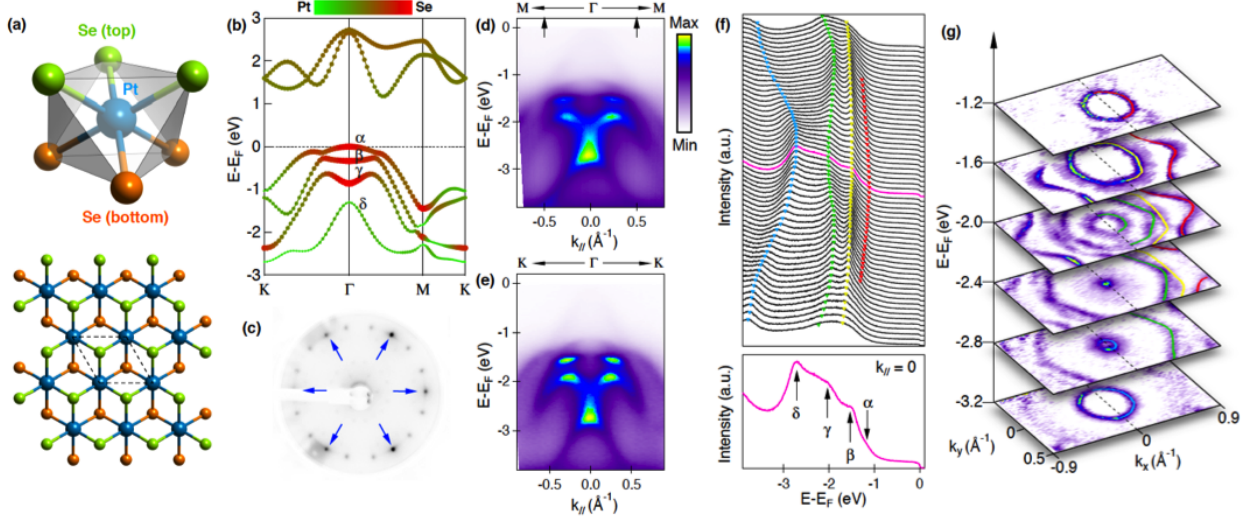 (a)
Se (top)
Pt
Se (bottom)
(b)
Pt Se
E-E_F (eV)
3
2
1
0
-1
-2
-3
α
β
γ
δ
K Γ M K
(c)
(d)
M Γ M
Max
Min
E-E_F (eV)
0
-1
-2
-3
-0.5 0.0 0.5
k_// (Å⁻¹)
(e)
K Γ K
E-E_F (eV)
0
-1
-2
-3
-0.5 0.0 0.5
k_// (Å⁻¹)
(f)
Intensity (a.u.)
Intensity (a.u.)
k_// = 0
δ
γ
β
α
-3 -2 -1 0
E-E_F (eV)
(g)
E-E_F (eV)
-1.2
-1.6
-2.0
-2.4
-2.8
-3.2
k_y (Å⁻¹)
0
0.5
-0.9
0
0.9
k_x (Å⁻¹)